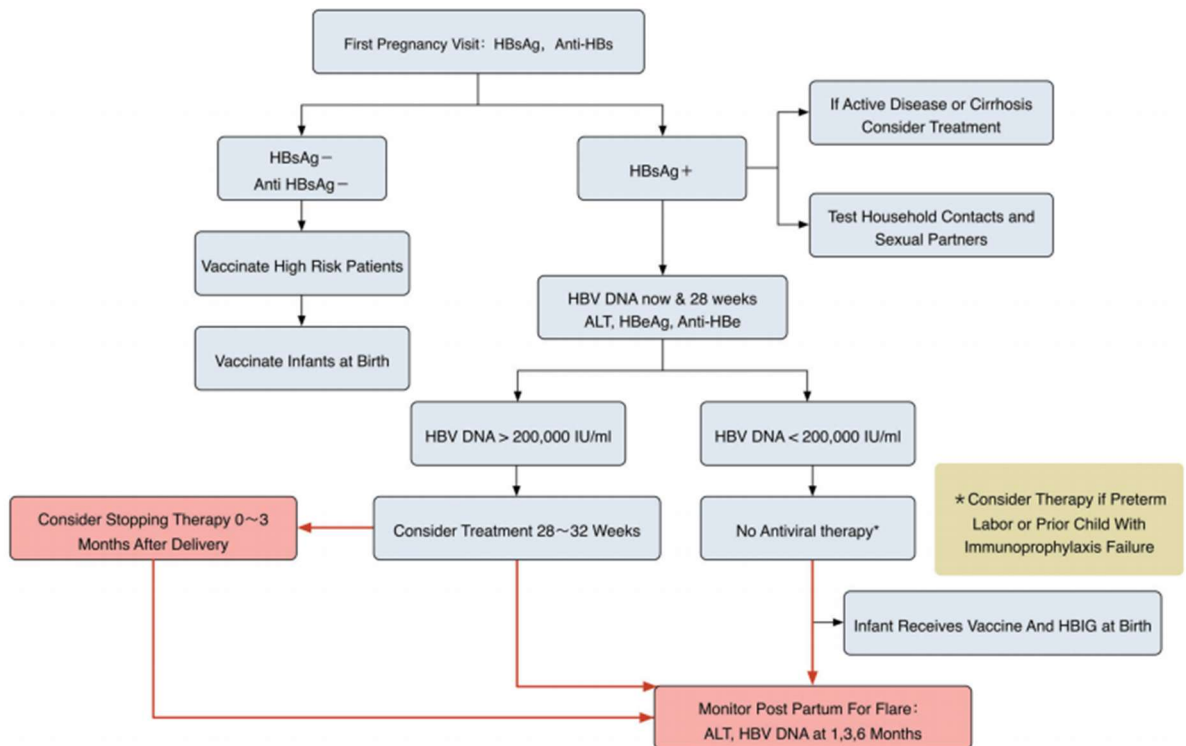 First Pregnancy Visit: HBsAg, Anti-HBs
If Active Disease or Cirrhosis
Consider Treatment
HBsAg－
Anti HBsAg－
HBsAg＋
Test Household Contacts and
Sexual Partners
Vaccinate High Risk Patients
HBV DNA now & 28 weeks
ALT, HBeAg, Anti-HBe
Vaccinate Infants at Birth
HBV DNA > 200,000 IU/ml
HBV DNA < 200,000 IU/ml
Consider Stopping Therapy 0～3
Months After Delivery
Consider Treatment 28～32 Weeks
No Antiviral therapy*
* Consider Therapy if Preterm
Labor or Prior Child With
Immunoprophylaxis Failure
Infant Receives Vaccine And HBIG at Birth
Monitor Post Partum For Flare:
ALT, HBV DNA at 1,3,6 Months